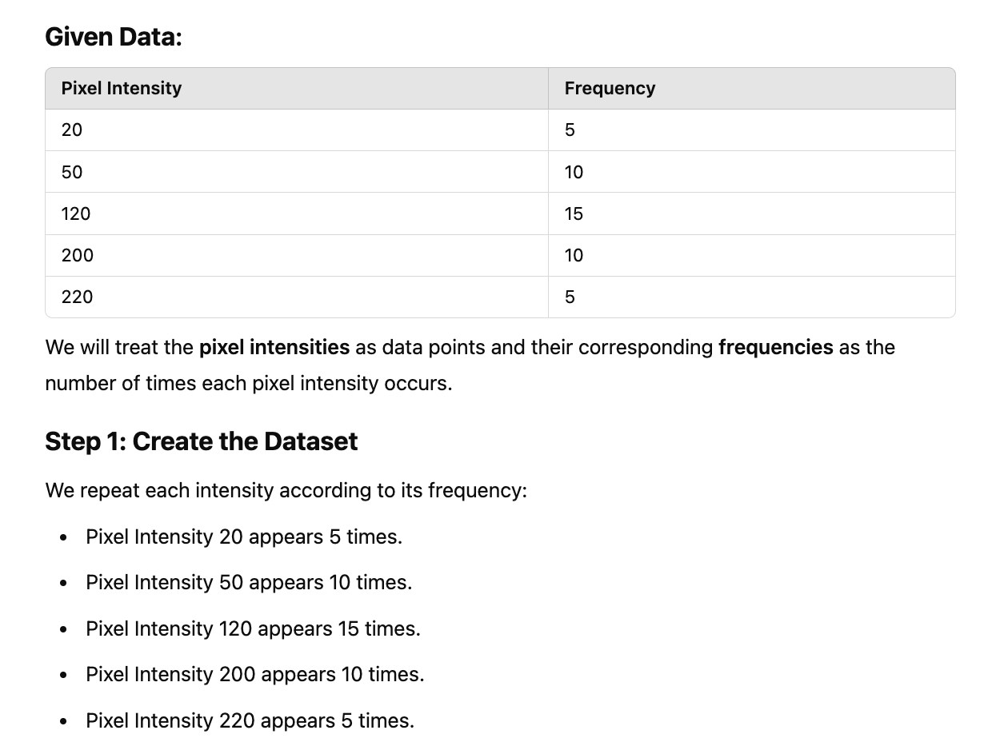 Given Data:
Pixel Intensity Frequency
20 5
50 10
120 15
200 10
220 5
We will treat the pixel intensities as data points and their corresponding frequencies as the
number of times each pixel intensity occurs.
Step 1: Create the Dataset
We repeat each intensity according to its frequency:
• Pixel Intensity 20 appears 5 times.
• Pixel Intensity 50 appears 10 times.
• Pixel Intensity 120 appears 15 times.
• Pixel Intensity 200 appears 10 times.
• Pixel Intensity 220 appears 5 times.